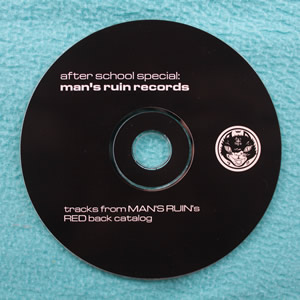 after school special:
man's ruin records
tracks from MAN'S RUIN's
RED back catalog